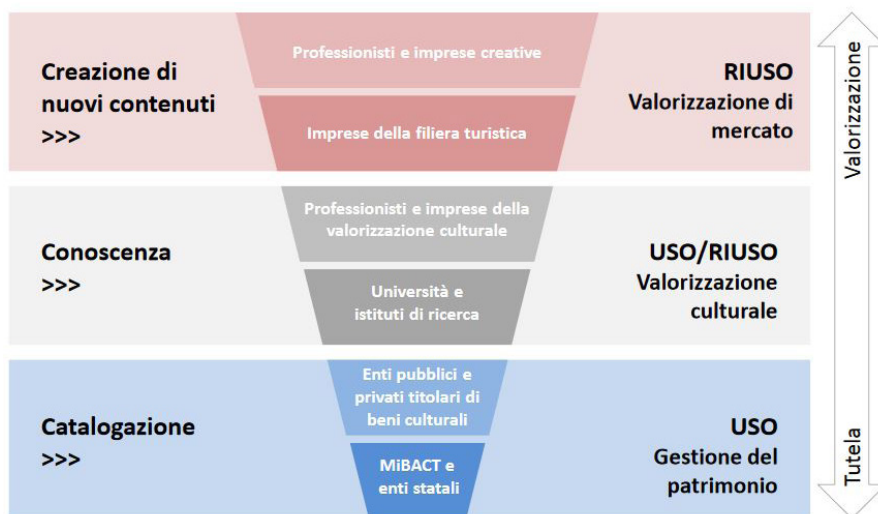 Professionisti e imprese creative
Creazione di
nuovi contenuti
>>>
RIUSO
Valorizzazione di
mercato
Imprese della filiera turistica
Professionisti e imprese della
valorizzazione culturale
Conoscenza
>>>
USO/RIUSO
Valorizzazione
culturale
Università e
istituti di ricerca
Enti pubblici e
privati titolari di
beni culturali
Catalogazione
>>>
USO
Gestione del
patrimonio
MiBACT e
enti statali
Valorizzazione
Tutela